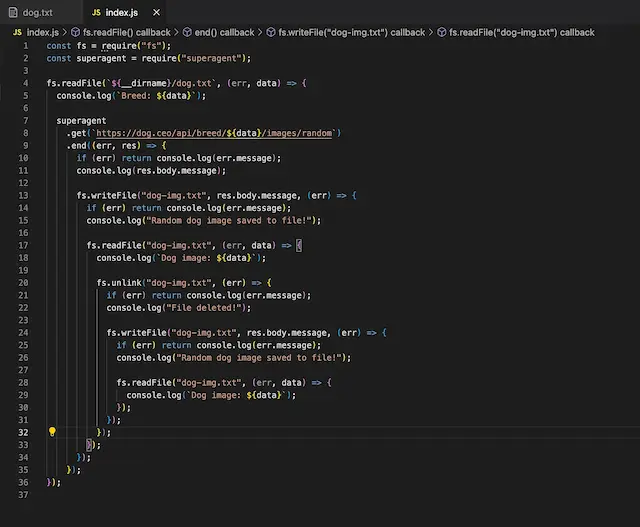 dog.txt
JS index.js ×
JS index.js > fs.readFile() callback > end() callback > fs.writeFile("dog-img.txt") callback > fs.readFile("dog-img.txt") callback
1 const fs = require("fs");
2 const superagent = require("superagent");
3
4 fs.readFile(`${__dirname}/dog.txt`, (err, data) => {
5   console.log(`Breed: ${data}`);
6
7   superagent
8     .get(`https://dog.ceo/api/breed/${data}/images/random`)
9     .end((err, res) => {
10       if (err) return console.log(err.message);
11       console.log(res.body.message);
12
13       fs.writeFile("dog-img.txt", res.body.message, (err) => {
14         if (err) return console.log(err.message);
15         console.log("Random dog image saved to file!");
16
17         fs.readFile("dog-img.txt", (err, data) => {
18           console.log(`Dog image: ${data}`);
19
20           fs.unlink("dog-img.txt", (err) => {
21             if (err) return console.log(err.message);
22             console.log("File deleted!");
23
24             fs.writeFile("dog-img.txt", res.body.message, (err) => {
25               if (err) return console.log(err.message);
26               console.log("Random dog image saved to file!");
27
28               fs.readFile("dog-img.txt", (err, data) => {
29                 console.log(`Dog image: ${data}`);
30               });
31             });
32           });
33         });
34       });
35     });
36 });
37